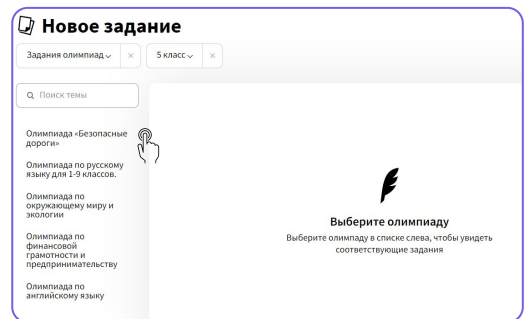 Новое задание
Задания олимпиад
5 класс
Поиск темы
Олимпиада «Безопасные
дороги»
Олимпиада по русскому
языку для 1-9 классов.
Олимпиада по
окружающему миру и
экологии
Олимпиада по
финансовой
грамотности и
предпринимательству
Олимпиада по
английскому языку
Выберите олимпиаду
Выберите олимпаду в списке слева, чтобы увидеть
соответствующие задания